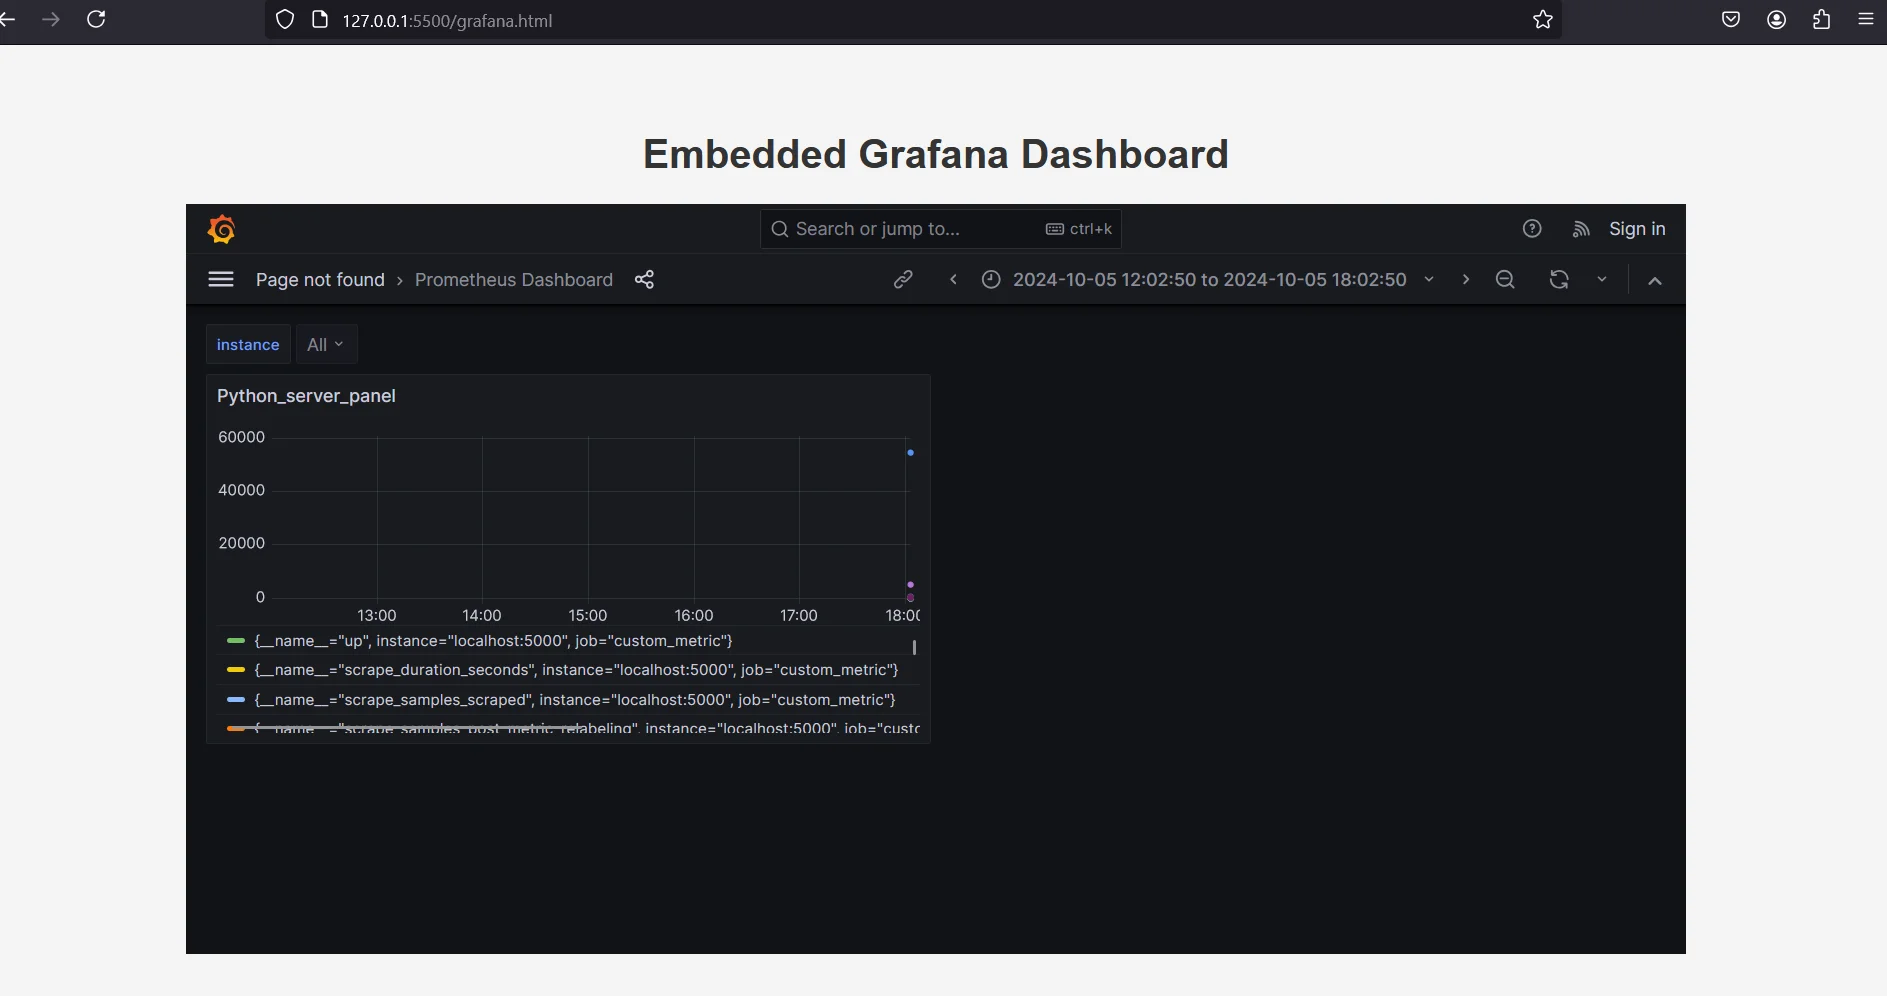 127.0.0.1:5500/grafana.html
Embedded Grafana Dashboard
Search or jump to... ctrl+k Sign in
Page not found › Prometheus Dashboard 2024-10-05 12:02:50 to 2024-10-05 18:02:50
instance All
Python_server_panel
60000
40000
20000
0
13:00 14:00 15:00 16:00 17:00 18:00
{__name__="up", instance="localhost:5000", job="custom_metric"}
{__name__="scrape_duration_seconds", instance="localhost:5000", job="custom_metric"}
{__name__="scrape_samples_scraped", instance="localhost:5000", job="custom_metric"}
{__name__="scrape_samples_post_metric_relabeling", instance="localhost:5000", job="custo